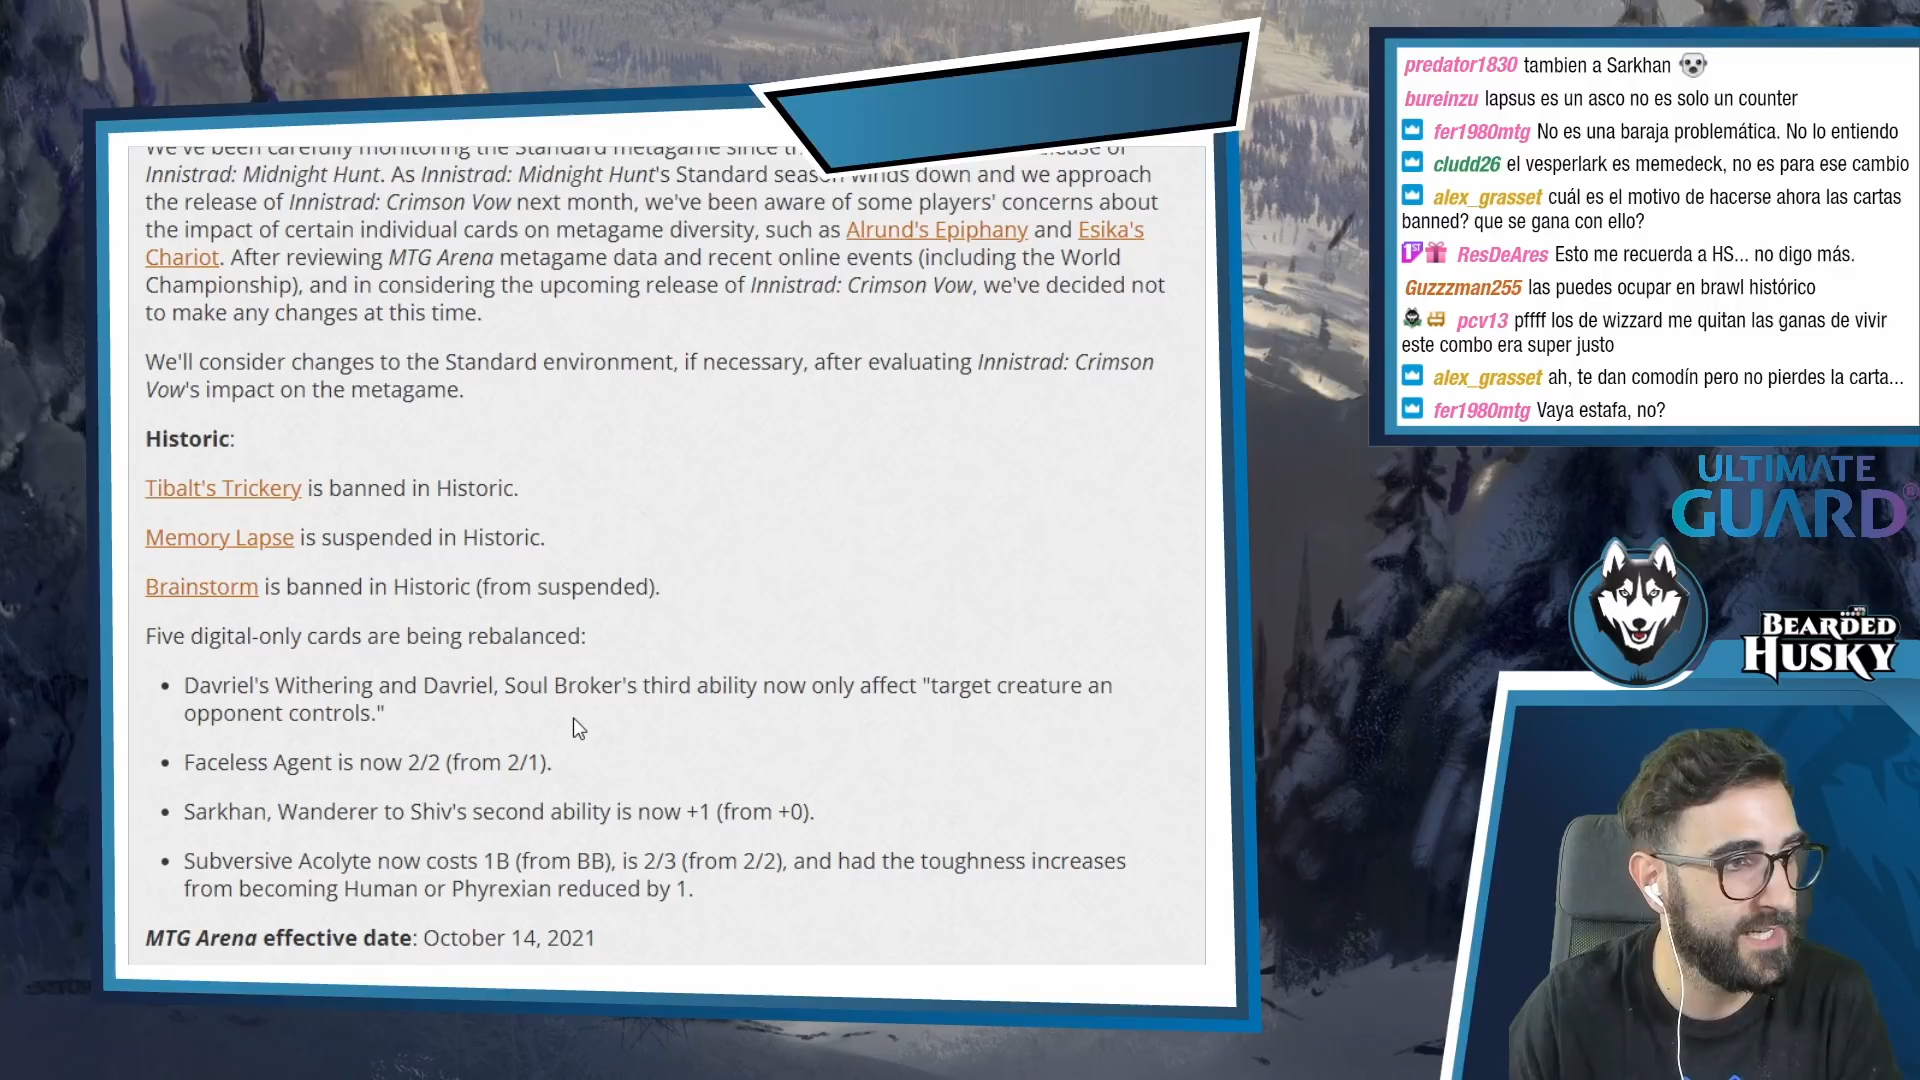 We've been carefully monitoring the Standard metagame since th release of
Innistrad: Midnight Hunt. As Innistrad: Midnight Hunt's Standard season winds down and we approach
the release of Innistrad: Crimson Vow next month, we've been aware of some players' concerns about
the impact of certain individual cards on metagame diversity, such as Alrund's Epiphany and Esika's
Chariot. After reviewing MTG Arena metagame data and recent online events (including the World
Championship), and in considering the upcoming release of Innistrad: Crimson Vow, we've decided not
to make any changes at this time.
We'll consider changes to the Standard environment, if necessary, after evaluating Innistrad: Crimson
Vow's impact on the metagame.
Historic:
Tibalt's Trickery is banned in Historic.
Memory Lapse is suspended in Historic.
Brainstorm is banned in Historic (from suspended).
Five digital-only cards are being rebalanced:
• Davriel's Withering and Davriel, Soul Broker's third ability now only affect "target creature an
opponent controls."
• Faceless Agent is now 2/2 (from 2/1).
• Sarkhan, Wanderer to Shiv's second ability is now +1 (from +0).
• Subversive Acolyte now costs 1B (from BB), is 2/3 (from 2/2), and had the toughness increases
from becoming Human or Phyrexian reduced by 1.
MTG Arena effective date: October 14, 2021
predator1830 tambien a Sarkhan
bureinzu lapsus es un asco no es solo un counter
fer1980mtg No es una baraja problemática. No lo entiendo
cludd26 el vesperlark es memedeck, no es para ese cambio
alex_grasset cuál es el motivo de hacerse ahora las cartas
banned? que se gana con ello?
1ST ResDeAres Esto me recuerda a HS... no digo más.
Guzzzman255 las puedes ocupar en brawl histórico
pcv13 pffff los de wizzard me quitan las ganas de vivir
este combo era super justo
alex_grasset ah, te dan comodín pero no pierdes la carta...
fer1980mtg Vaya estafa, no?
ULTIMATE
GUARD®
BEARDED
HUSKY